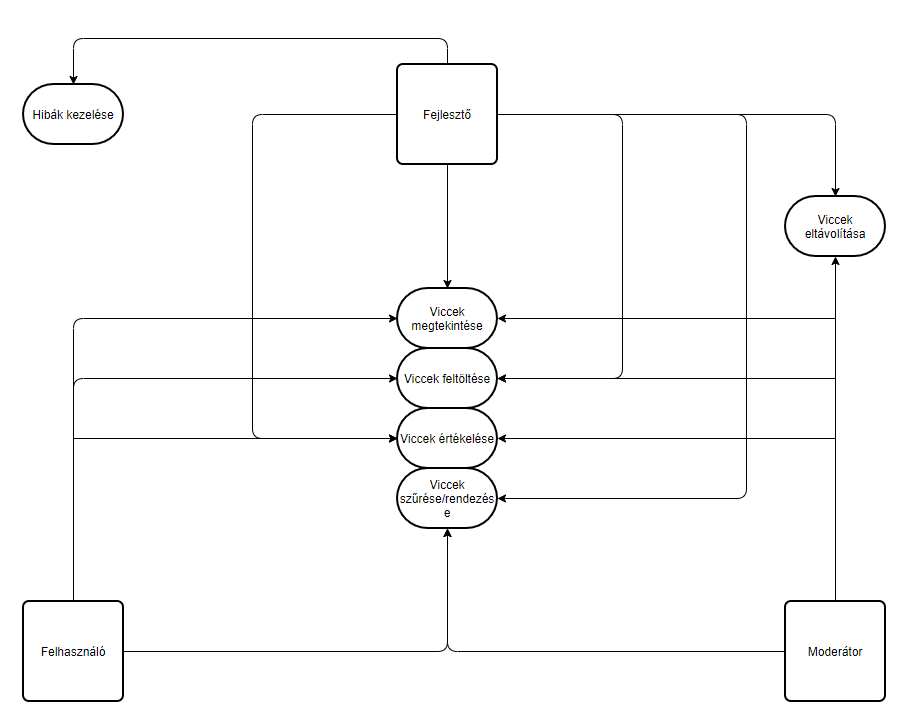 Hibák kezelése
Fejlesztő
Viccek
eltávolítása
Viccek
megtekintése
Viccek feltöltése
Viccek értékelése
Viccek
szűrése/rendezés
e
Felhasználó
Moderátor